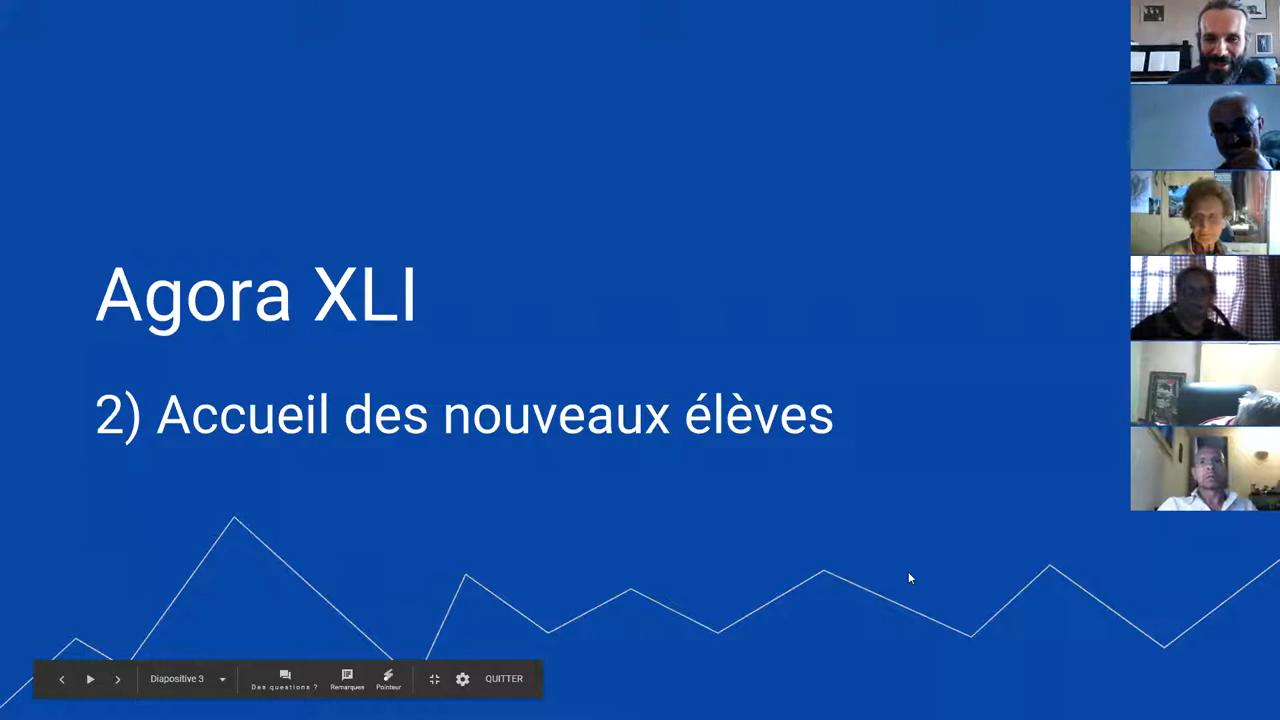 Agora XLI
2) Accueil des nouveaux élèves
Diapositive 3
Des questions ?
Remarques
Pointeur
QUITTER